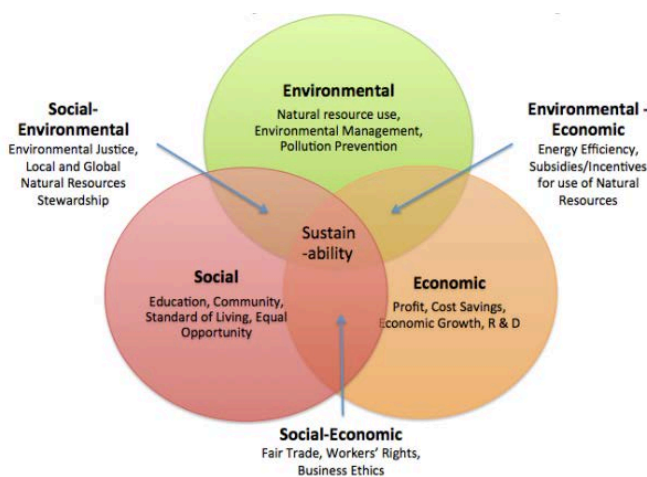 Environmental
Natural resource use,
Environmental Management,
Pollution Prevention
Social-
Environmental
Environmental Justice,
Local and Global
Natural Resources
Stewardship
Environmental -
Economic
Energy Efficiency,
Subsidies/Incentives
for use of Natural
Resources
Sustain
-ability
Social
Education, Community,
Standard of Living, Equal
Opportunity
Economic
Profit, Cost Savings,
Economic Growth, R & D
Social-Economic
Fair Trade, Workers’ Rights,
Business Ethics